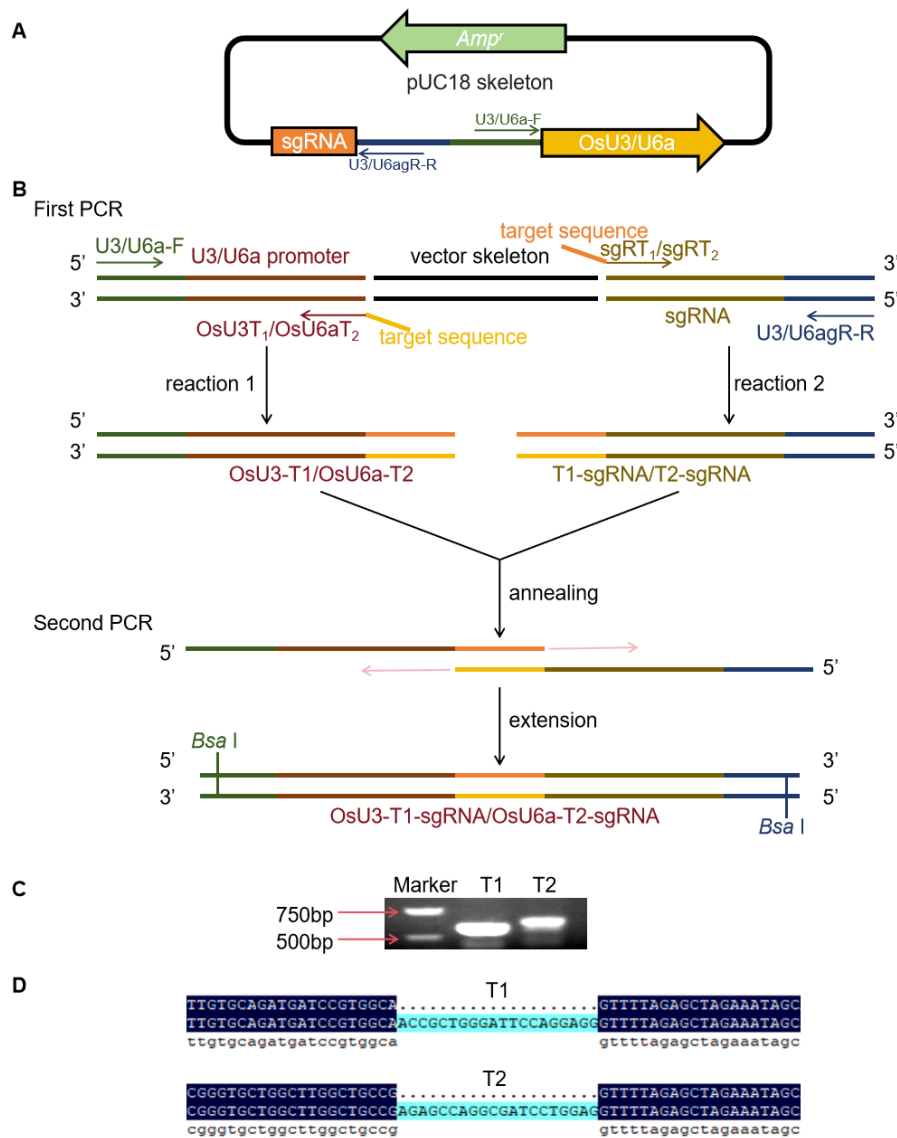 A
Ampʳ
pUC18 skeleton
U3/U6a-F
sgRNA
OsU3/U6a
U3/U6agR-R
B
First PCR
target sequence
U3/U6a-F
U3/U6a promoter
vector skeleton
sgRT₁/sgRT₂
5’
3’
3’
5’
OsU3T₁/OsU6aT₂
target sequence
sgRNA
U3/U6agR-R
reaction 1
reaction 2
5’
3’
3’
5’
OsU3-T1/OsU6a-T2
T1-sgRNA/T2-sgRNA
annealing
Second PCR
5’
5’
extension
Bsa I
5’
3’
3’
5’
OsU3-T1-sgRNA/OsU6a-T2-sgRNA
Bsa I
C
Marker T1 T2
750bp
500bp
D
T1
TTGTGCAGATGATCCGTGGCA....................GTTTTAGAGCTAGAAATAGC
TTGTGCAGATGATCCGTGGCAACCGCTGGGATTCCAGGAGGGTTTTAGAGCTAGAAATAGC
ttgtgcagatgatccgtggca gttttagagctagaaatagc
T2
CGGGTGCTGGCTTGGCTGCCG....................GTTTTAGAGCTAGAAATAGC
CGGGTGCTGGCTTGGCTGCCGAGAGCCAGGCGATCCTGGAGGTTTTAGAGCTAGAAATAGC
cgggtgctggcttggctgccg gttttagagctagaaatagc